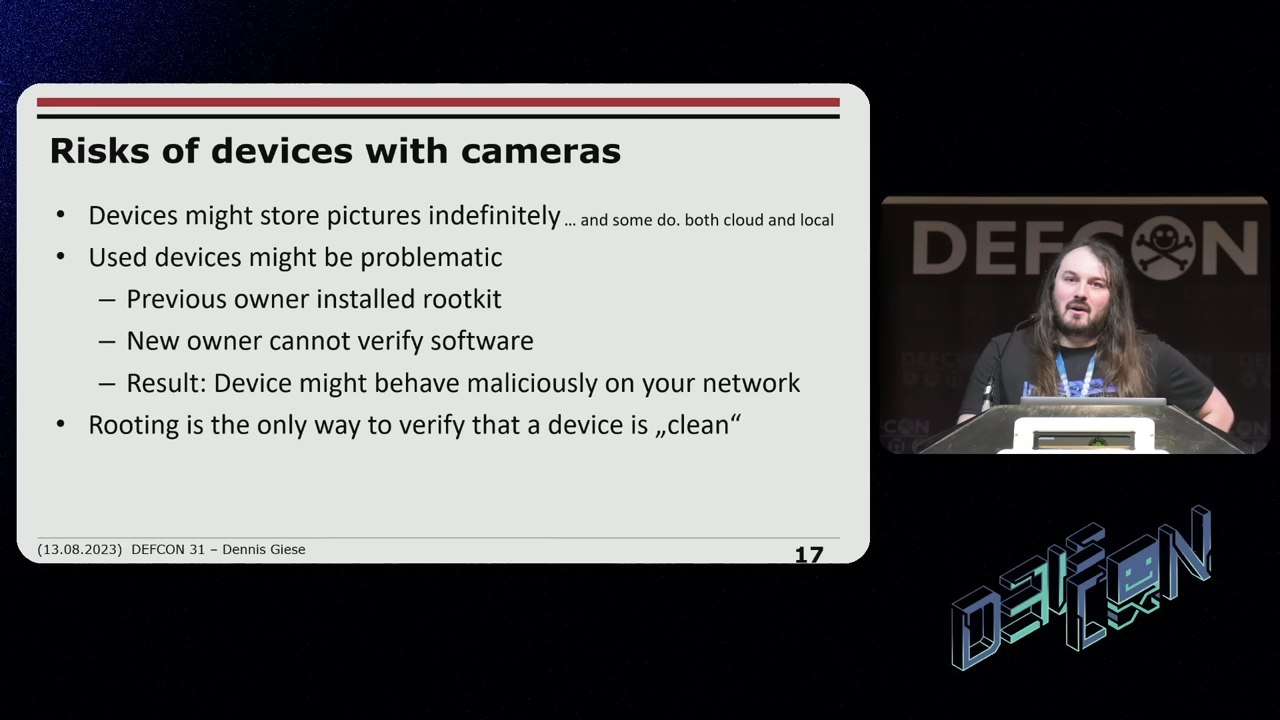 Risks of devices with cameras
• Devices might store pictures indefinitely ... and some do. both cloud and local
• Used devices might be problematic
– Previous owner installed rootkit
– New owner cannot verify software
– Result: Device might behave maliciously on your network
• Rooting is the only way to verify that a device is „clean“
(13.08.2023) DEFCON 31 – Dennis Giese
17
DEFCON
DEFCON